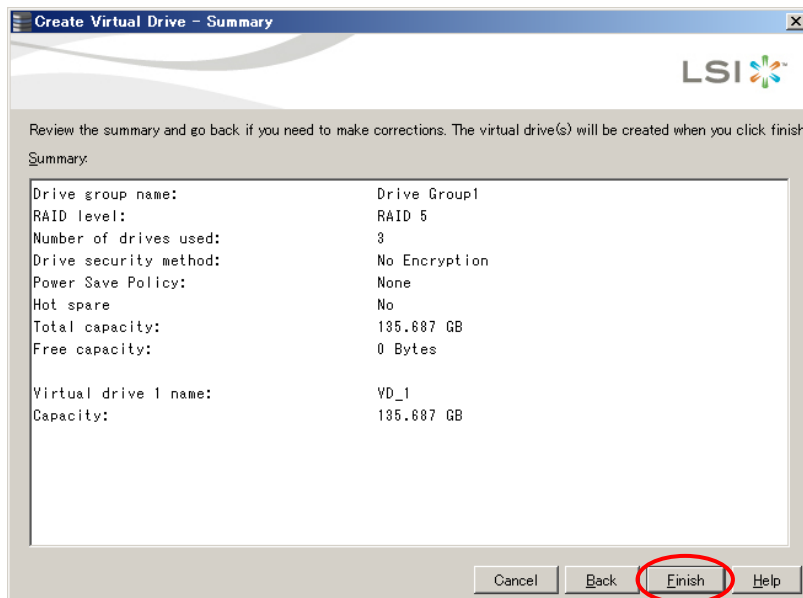 Create Virtual Drive - Summary
LSI
Review the summary and go back if you need to make corrections. The virtual drive(s) will be created when you click finish
Summary:
Drive group name: Drive Group1
RAID level: RAID 5
Number of drives used: 3
Drive security method: No Encryption
Power Save Policy: None
Hot spare No
Total capacity: 135.687 GB
Free capacity: 0 Bytes
Virtual drive 1 name: VD_1
Capacity: 135.687 GB
Cancel Back Finish Help